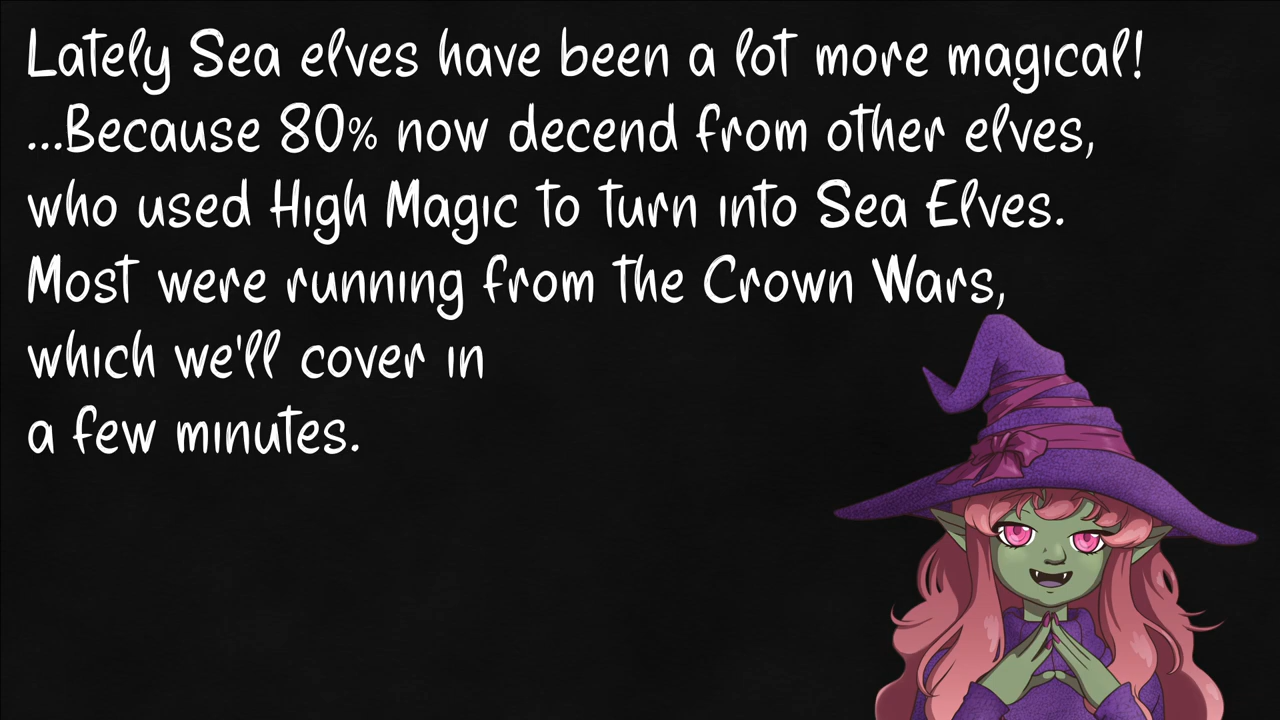 Lately Sea elves have been a lot more magical!
...Because 80% now decend from other elves,
who used High Magic to turn into Sea Elves.
Most were running from the Crown Wars,
which we'll cover in
a few minutes.